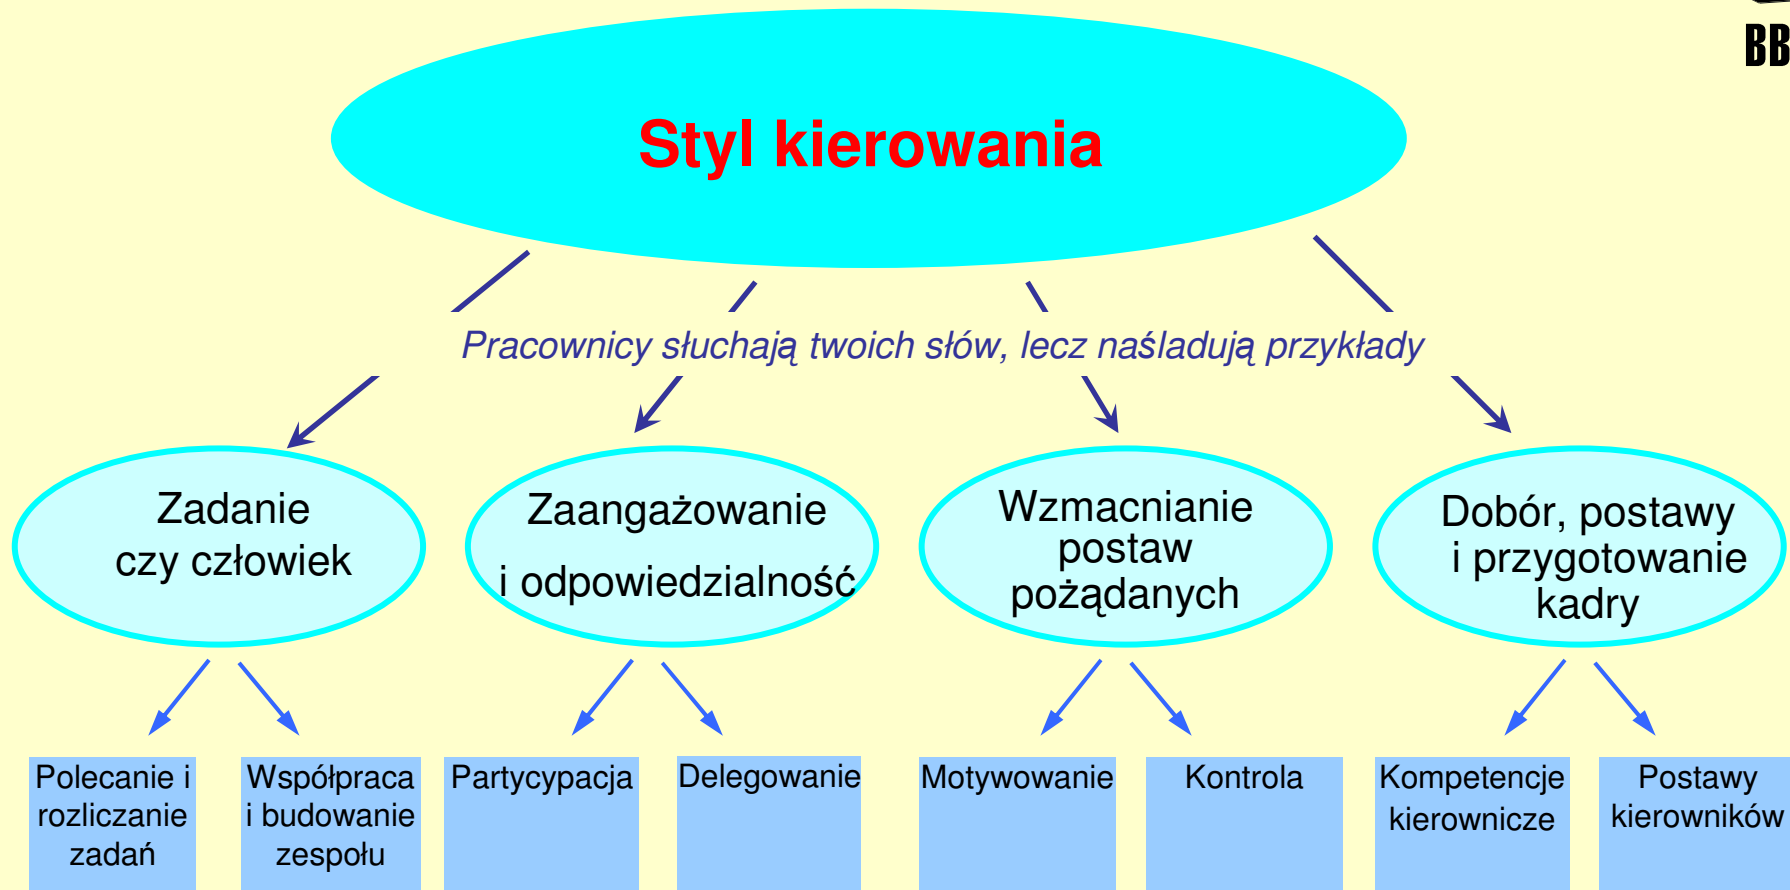 BB
Styl kierowania
Pracownicy słuchają twoich słów, lecz naśladują przykłady
Zadanie
czy człowiek
Zaangażowanie
i odpowiedzialność
Wzmacnianie
postaw
pożądanych
Dobór, postawy
i przygotowanie
kadry
Polecanie i
rozliczanie
zadań
Współpraca
i budowanie
zespołu
Partycypacja
Delegowanie
Motywowanie
Kontrola
Kompetencje
kierownicze
Postawy
kierowników